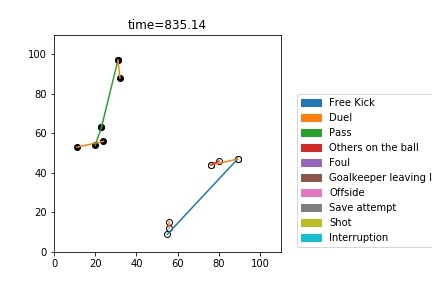 time=835.14
100
80
60
40
20
0
0 20 40 60 80 100
Free Kick
Duel
Pass
Others on the ball
Foul
Goalkeeper leaving l
Offside
Save attempt
Shot
Interruption